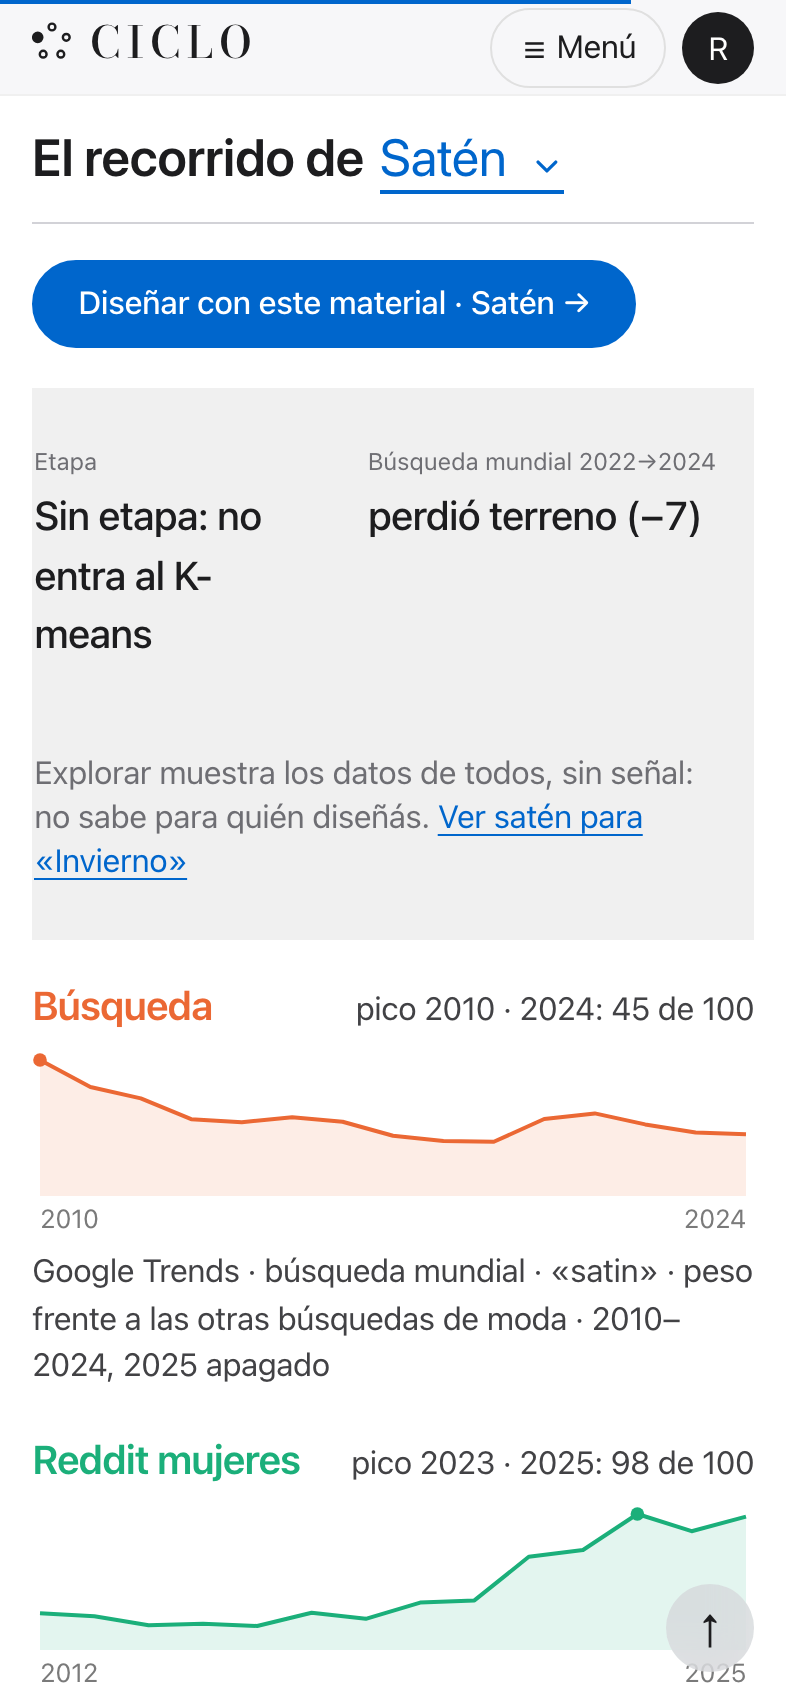 CICLO
≡ Menú
R
El recorrido de Satén
Diseñar con este material · Satén →
Etapa
Sin etapa: no
entra al K-
means
Búsqueda mundial 2022→2024
perdió terreno (−7)
Explorar muestra los datos de todos, sin señal:
no sabe para quién diseñás. Ver satén para
«Invierno»
Búsqueda
pico 2010 · 2024: 45 de 100
2010
2024
Google Trends · búsqueda mundial · «satin» · peso
frente a las otras búsquedas de moda · 2010–
2024, 2025 apagado
Reddit mujeres
pico 2023 · 2025: 98 de 100
↑
2012
2025